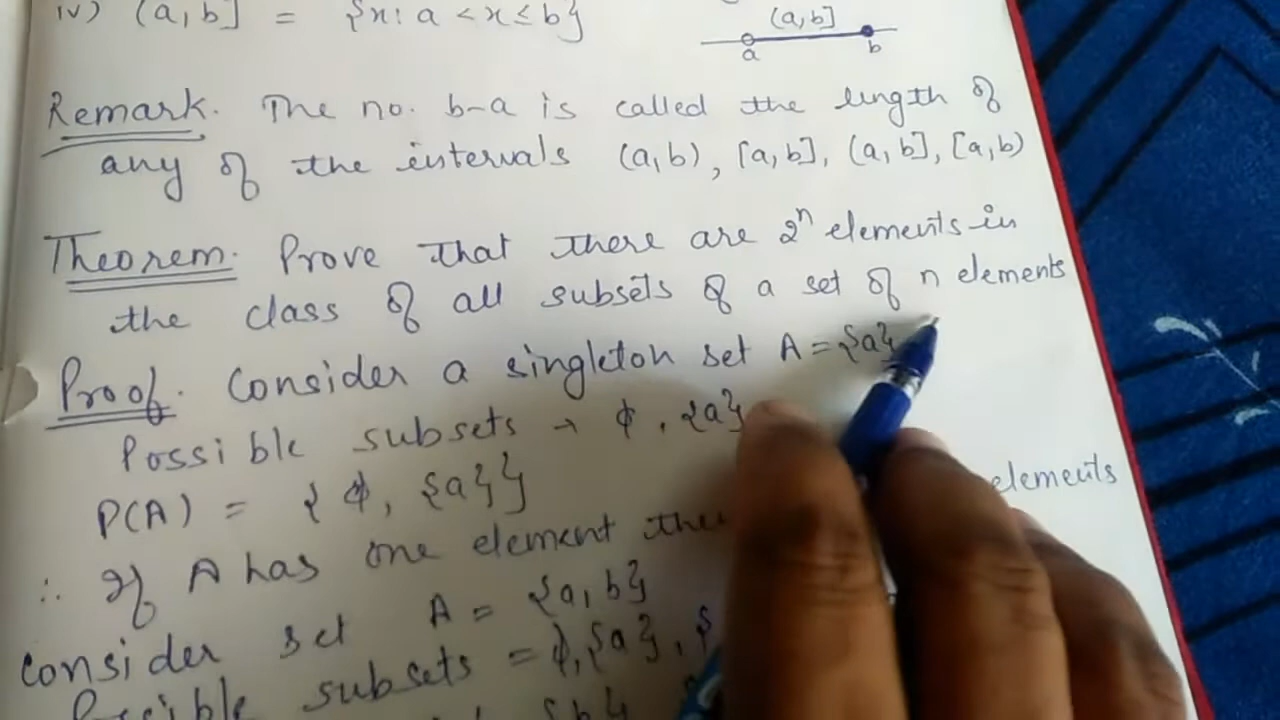 iv) (a,b] = {x: a < x ≤ b}
(a,b]
a b
Remark. The no. b-a is called the length of
any of the intervals (a,b), [a,b], (a,b], [a,b)
Theorem. Prove that there are 2ⁿ elements in
the class of all subsets of a set of n elements
Proof. Consider a singleton set A = {a}
Possible subsets → ϕ, {a}
P(A) = { ϕ, {a}}
∴ If A has one element then elements
Consider set A = {a, b}
Possible subsets = ϕ, {a}, {
{b}